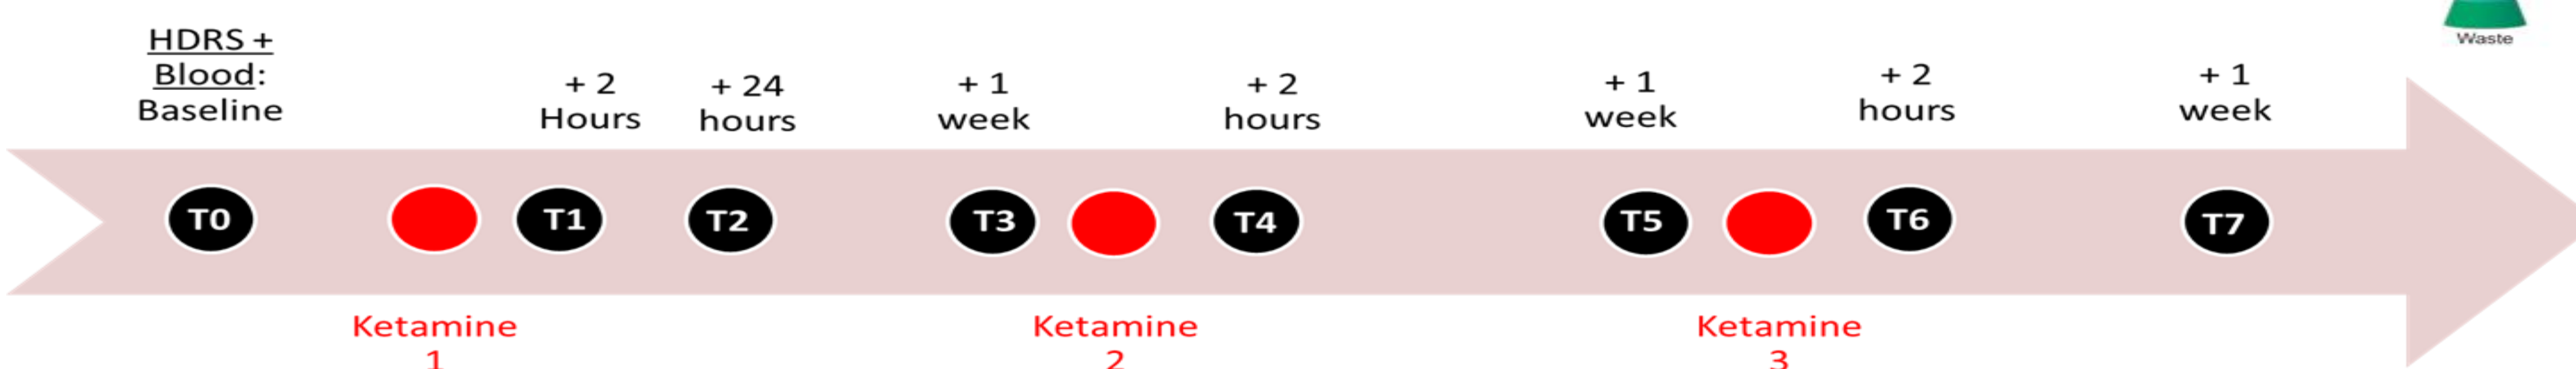 Waste
HDRS +
Blood:
Baseline
+ 2
Hours
+ 24
hours
+ 1
week
+ 2
hours
+ 1
week
+ 2
hours
+ 1
week
T0
T1
T2
T3
T4
T5
T6
T7
Ketamine
1
Ketamine
2
Ketamine
3